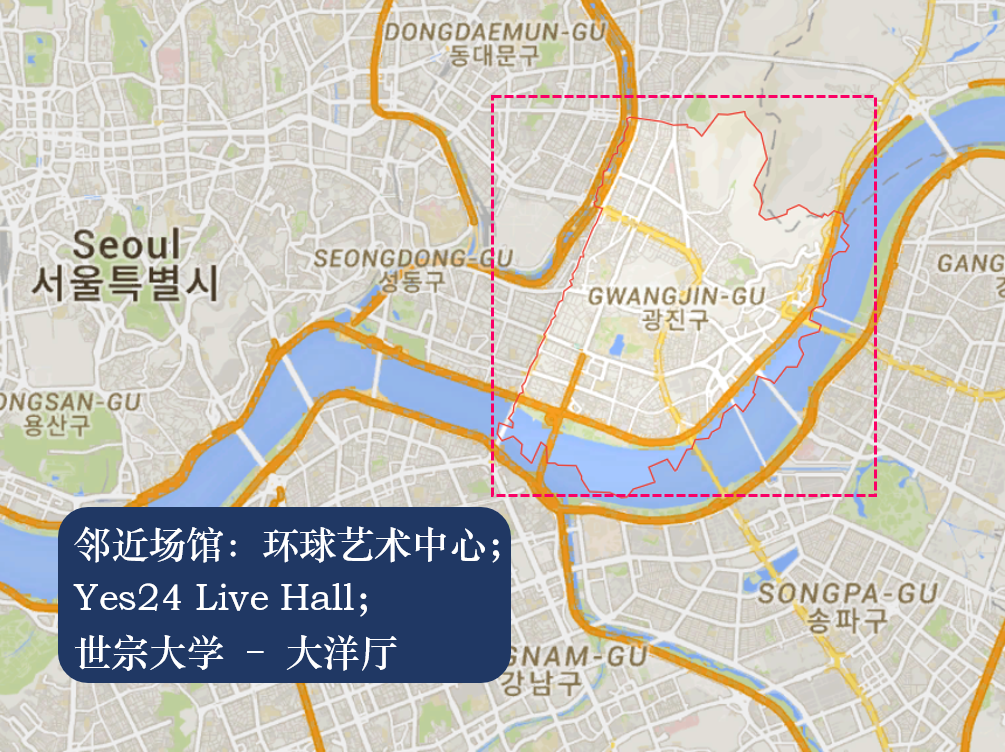 DONGDAEMUN-GU
동대문구
Seoul
서울특별시
SEONGDONG-GU
성동구
GWANGJIN-GU
광진구
GANG
ONGSAN-GU
용산구
邻近场馆：环球艺术中心；
Yes24 Live Hall；
世宗大学 - 大洋厅
SONGPA-GU
송파구
GNAM-GU
강남구